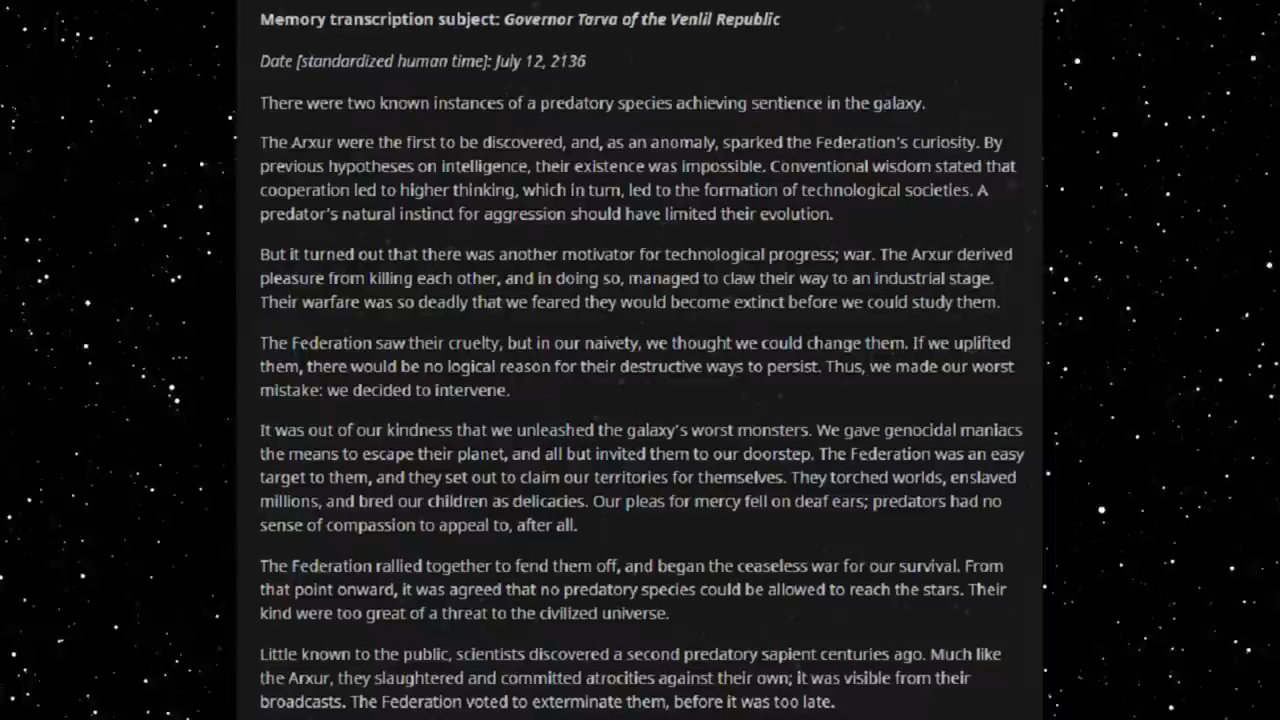 Memory transcription subject: Governor Tarva of the Venlil Republic
Date [standardized human time]: July 12, 2136
There were two known instances of a predatory species achieving sentience in the galaxy.
The Arxur were the first to be discovered, and, as an anomaly, sparked the Federation's curiosity. By
previous hypotheses on intelligence, their existence was impossible. Conventional wisdom stated that
cooperation led to higher thinking, which in turn, led to the formation of technological societies. A
predator's natural instinct for aggression should have limited their evolution.
But it turned out that there was another motivator for technological progress; war. The Arxur derived
pleasure from killing each other, and in doing so, managed to claw their way to an industrial stage.
Their warfare was so deadly that we feared they would become extinct before we could study them.
The Federation saw their cruelty, but in our naivety, we thought we could change them. If we uplifted
them, there would be no logical reason for their destructive ways to persist. Thus, we made our worst
mistake: we decided to intervene.
It was out of our kindness that we unleashed the galaxy's worst monsters. We gave genocidal maniacs
the means to escape their planet, and all but invited them to our doorstep. The Federation was an easy
target to them, and they set out to claim our territories for themselves. They torched worlds, enslaved
millions, and bred our children as delicacies. Our pleas for mercy fell on deaf ears; predators had no
sense of compassion to appeal to, after all.
The Federation rallied together to fend them off, and began the ceaseless war for our survival. From
that point onward, it was agreed that no predatory species could be allowed to reach the stars. Their
kind were too great of a threat to the civilized universe.
Little known to the public, scientists discovered a second predatory sapient centuries ago. Much like
the Arxur, they slaughtered and committed atrocities against their own; it was visible from their
broadcasts. The Federation voted to exterminate them, before it was too late.